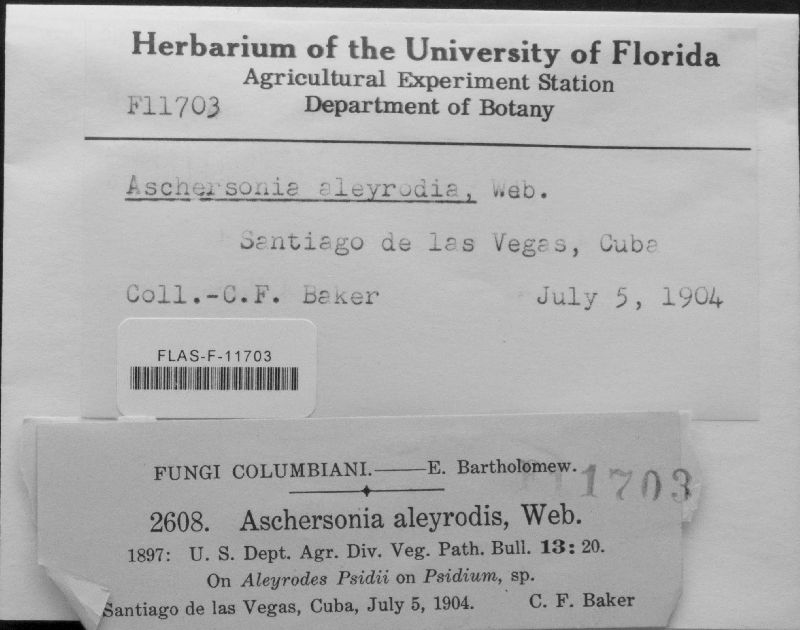 Herbarium of the University of Florida
Agricultural Experiment Station
F11703 Department of Botany
Aschersonia aleyrodia, Web.
Santiago de las Vegas, Cuba
Coll.-C.F. Baker July 5, 1904
FLAS-F-11703
FUNGI COLUMBIANI.——E. Bartholomew.
F11703
2608. Aschersonia aleyrodis, Web.
1897: U. S. Dept. Agr. Div. Veg. Path. Bull. 13: 20.
On Aleyrodes Psidii on Psidium, sp.
Santiago de las Vegas, Cuba, July 5, 1904. C. F. Baker